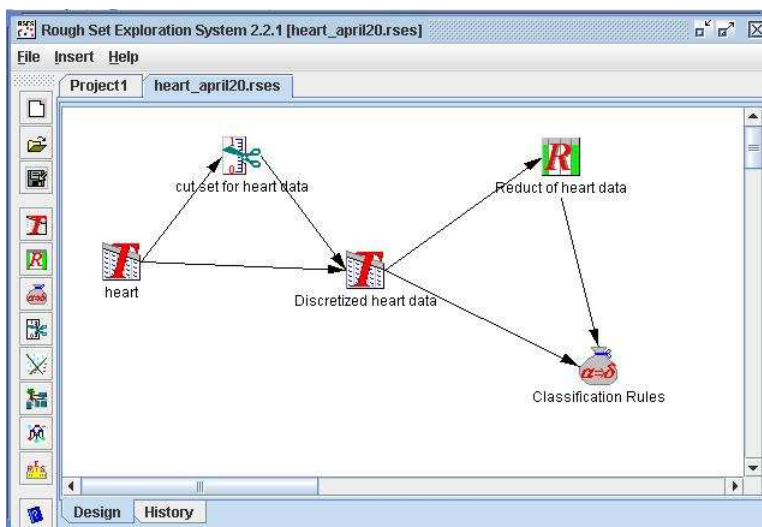 Rough Set Exploration System 2.2.1 [heart_april20.rses]
File Insert Help
Project1 heart_april20.rses
cut set for heart data
R
Reduct of heart data
T
heart
T
Discretized heart data
α⇒δ
Classification Rules
T
R
α⇒δ
Design History